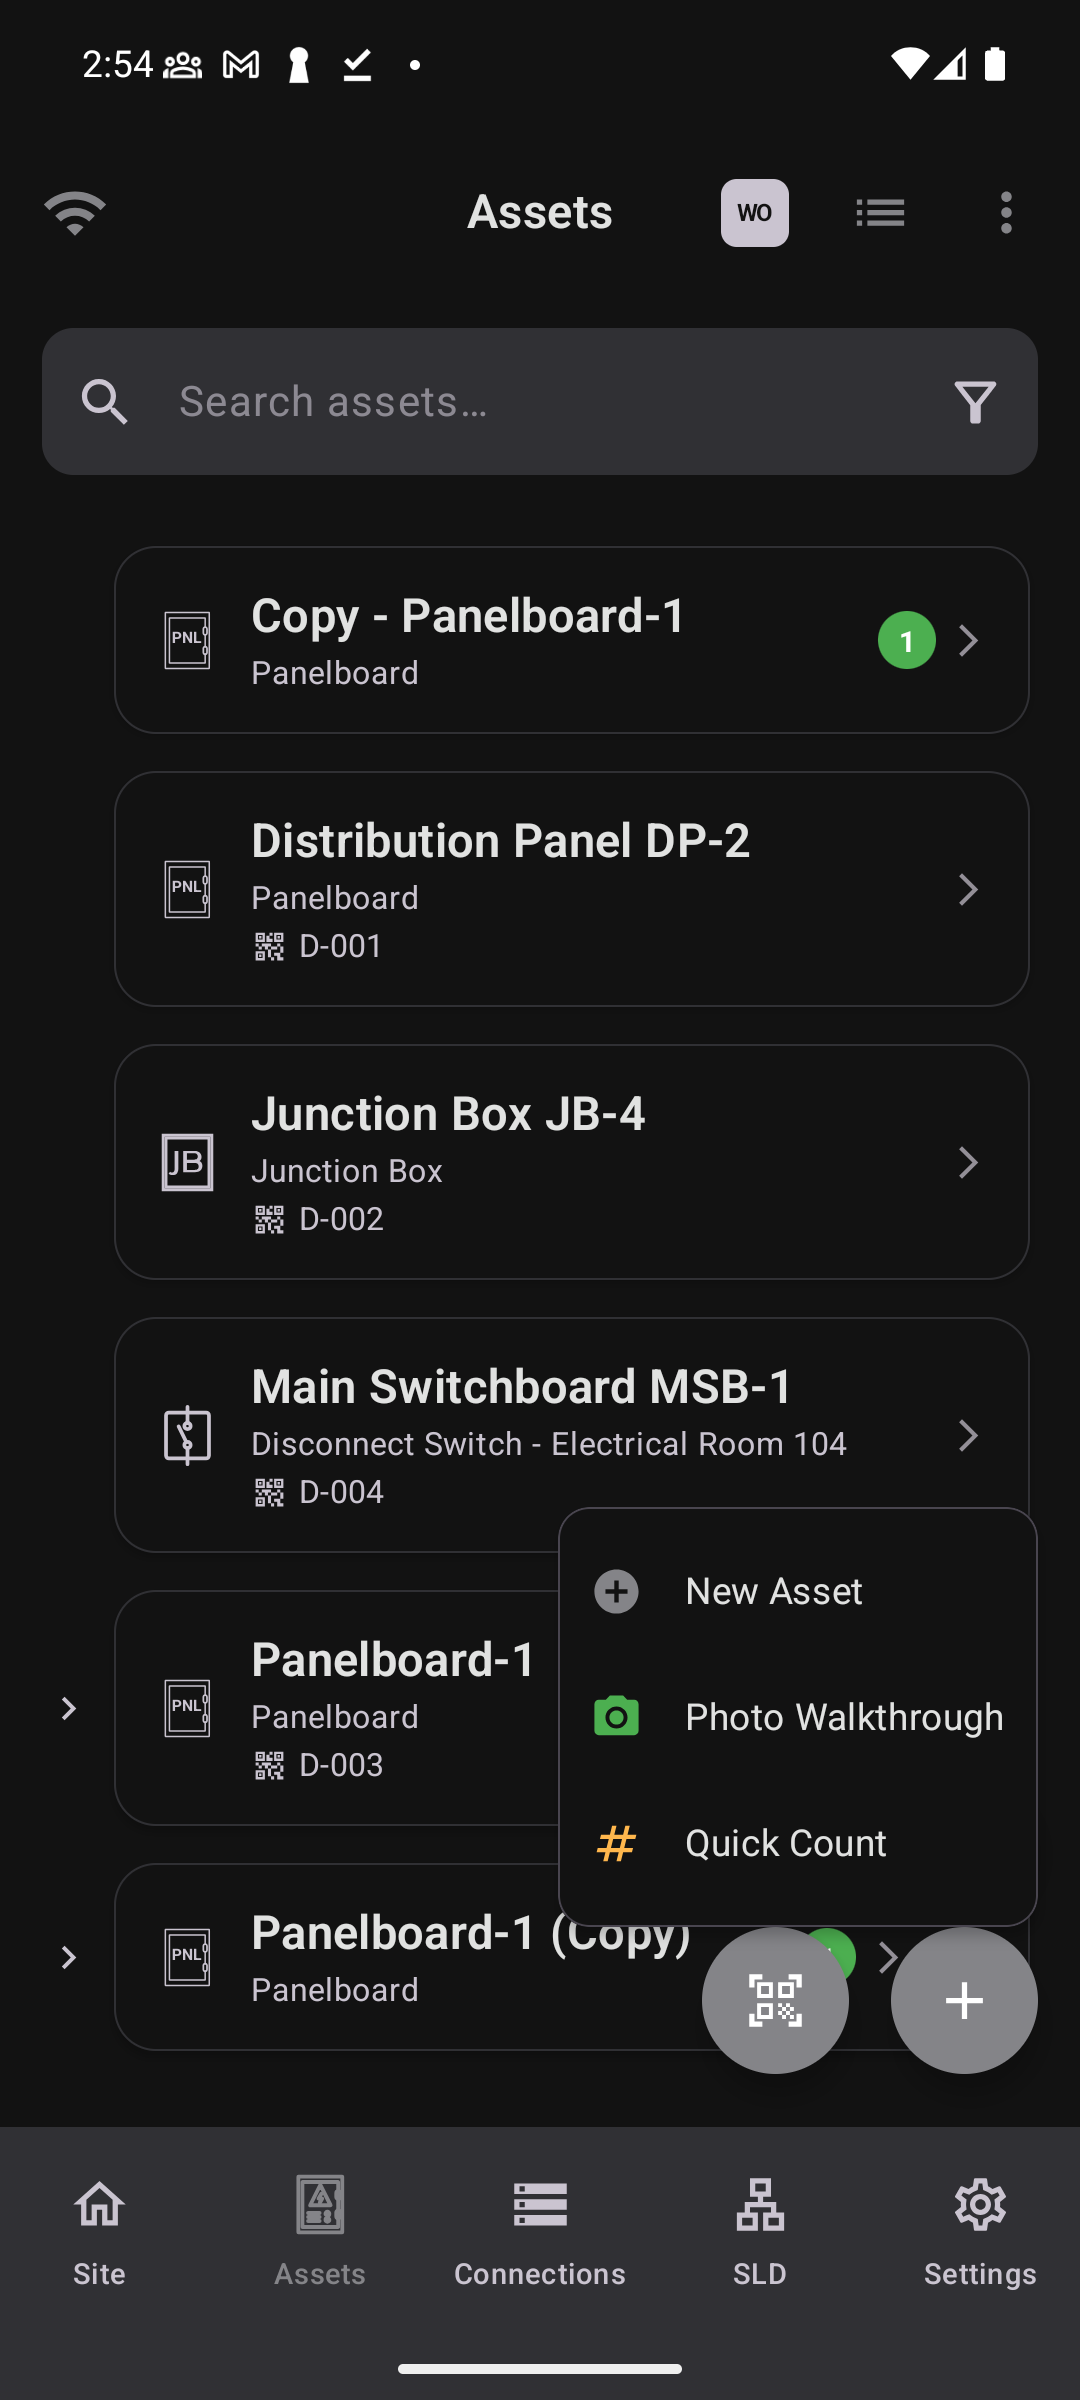 2:54
Assets
WO
Search assets...
Copy - Panelboard-1
PNL
Panelboard
1
Distribution Panel DP-2
PNL
Panelboard
D-001
Junction Box JB-4
JB
Junction Box
D-002
Main Switchboard MSB-1
Disconnect Switch - Electrical Room 104
D-004
New Asset
Panelboard-1
PNL
Panelboard
Photo Walkthrough
D-003
Quick Count
Panelboard-1 (Copy)
PNL
Panelboard
Site
Assets
Connections
SLD
Settings